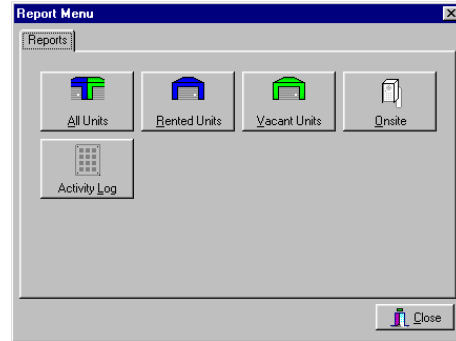 Report Menu
Reports
All Units
Rented Units
Vacant Units
Onsite
Activity Log
Close